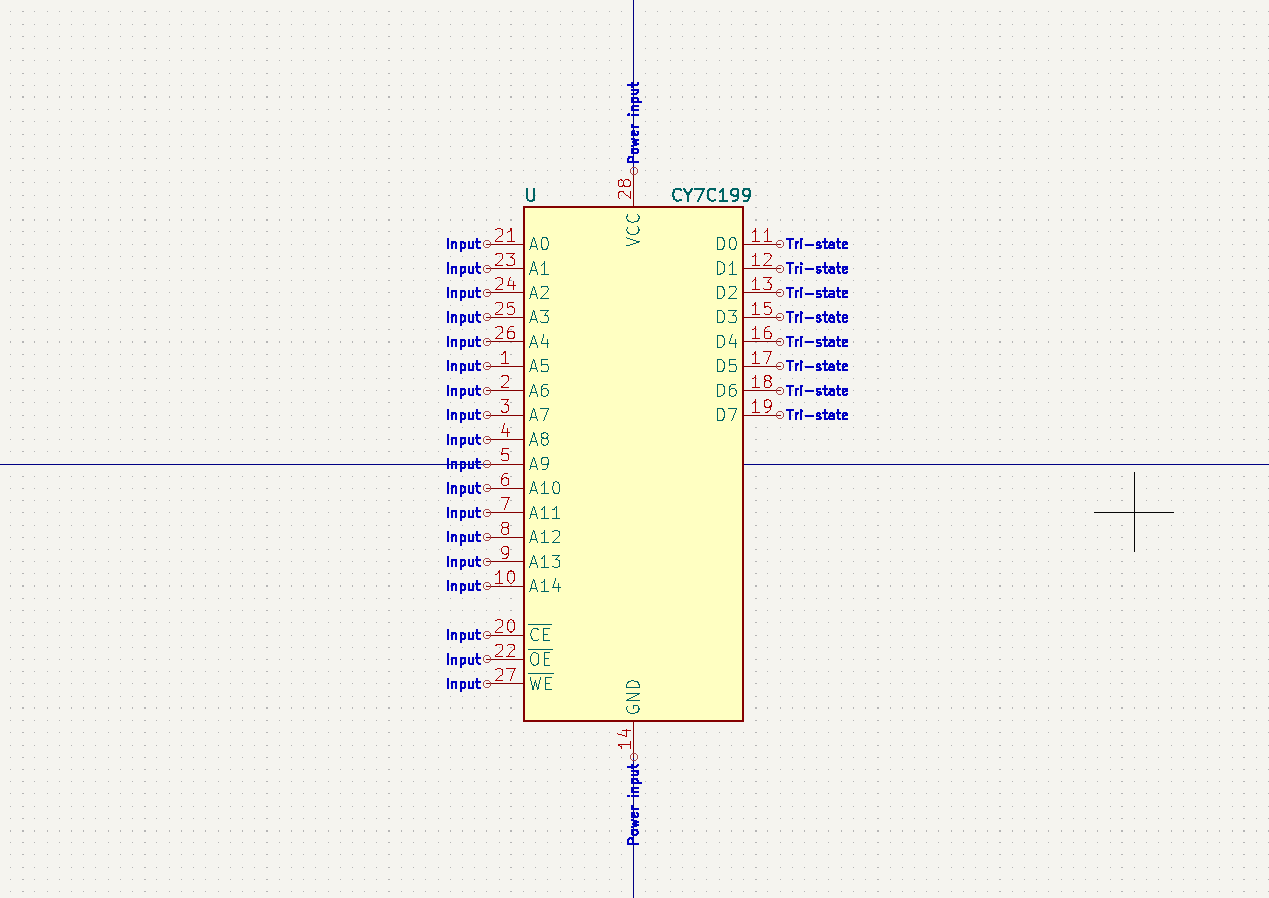 Power input
28
U CY7C199
VCC
Input 21 A0 D0 11 Tri-state
Input 23 A1 D1 12 Tri-state
Input 24 A2 D2 13 Tri-state
Input 25 A3 D3 15 Tri-state
Input 26 A4 D4 16 Tri-state
Input 1 A5 D5 17 Tri-state
Input 2 A6 D6 18 Tri-state
Input 3 A7 D7 19 Tri-state
Input 4 A8
Input 5 A9
Input 6 A10
Input 7 A11
Input 8 A12
Input 9 A13
Input 10 A14
Input 20 CE
Input 22 OE
Input 27 WE
GND
14
Power input